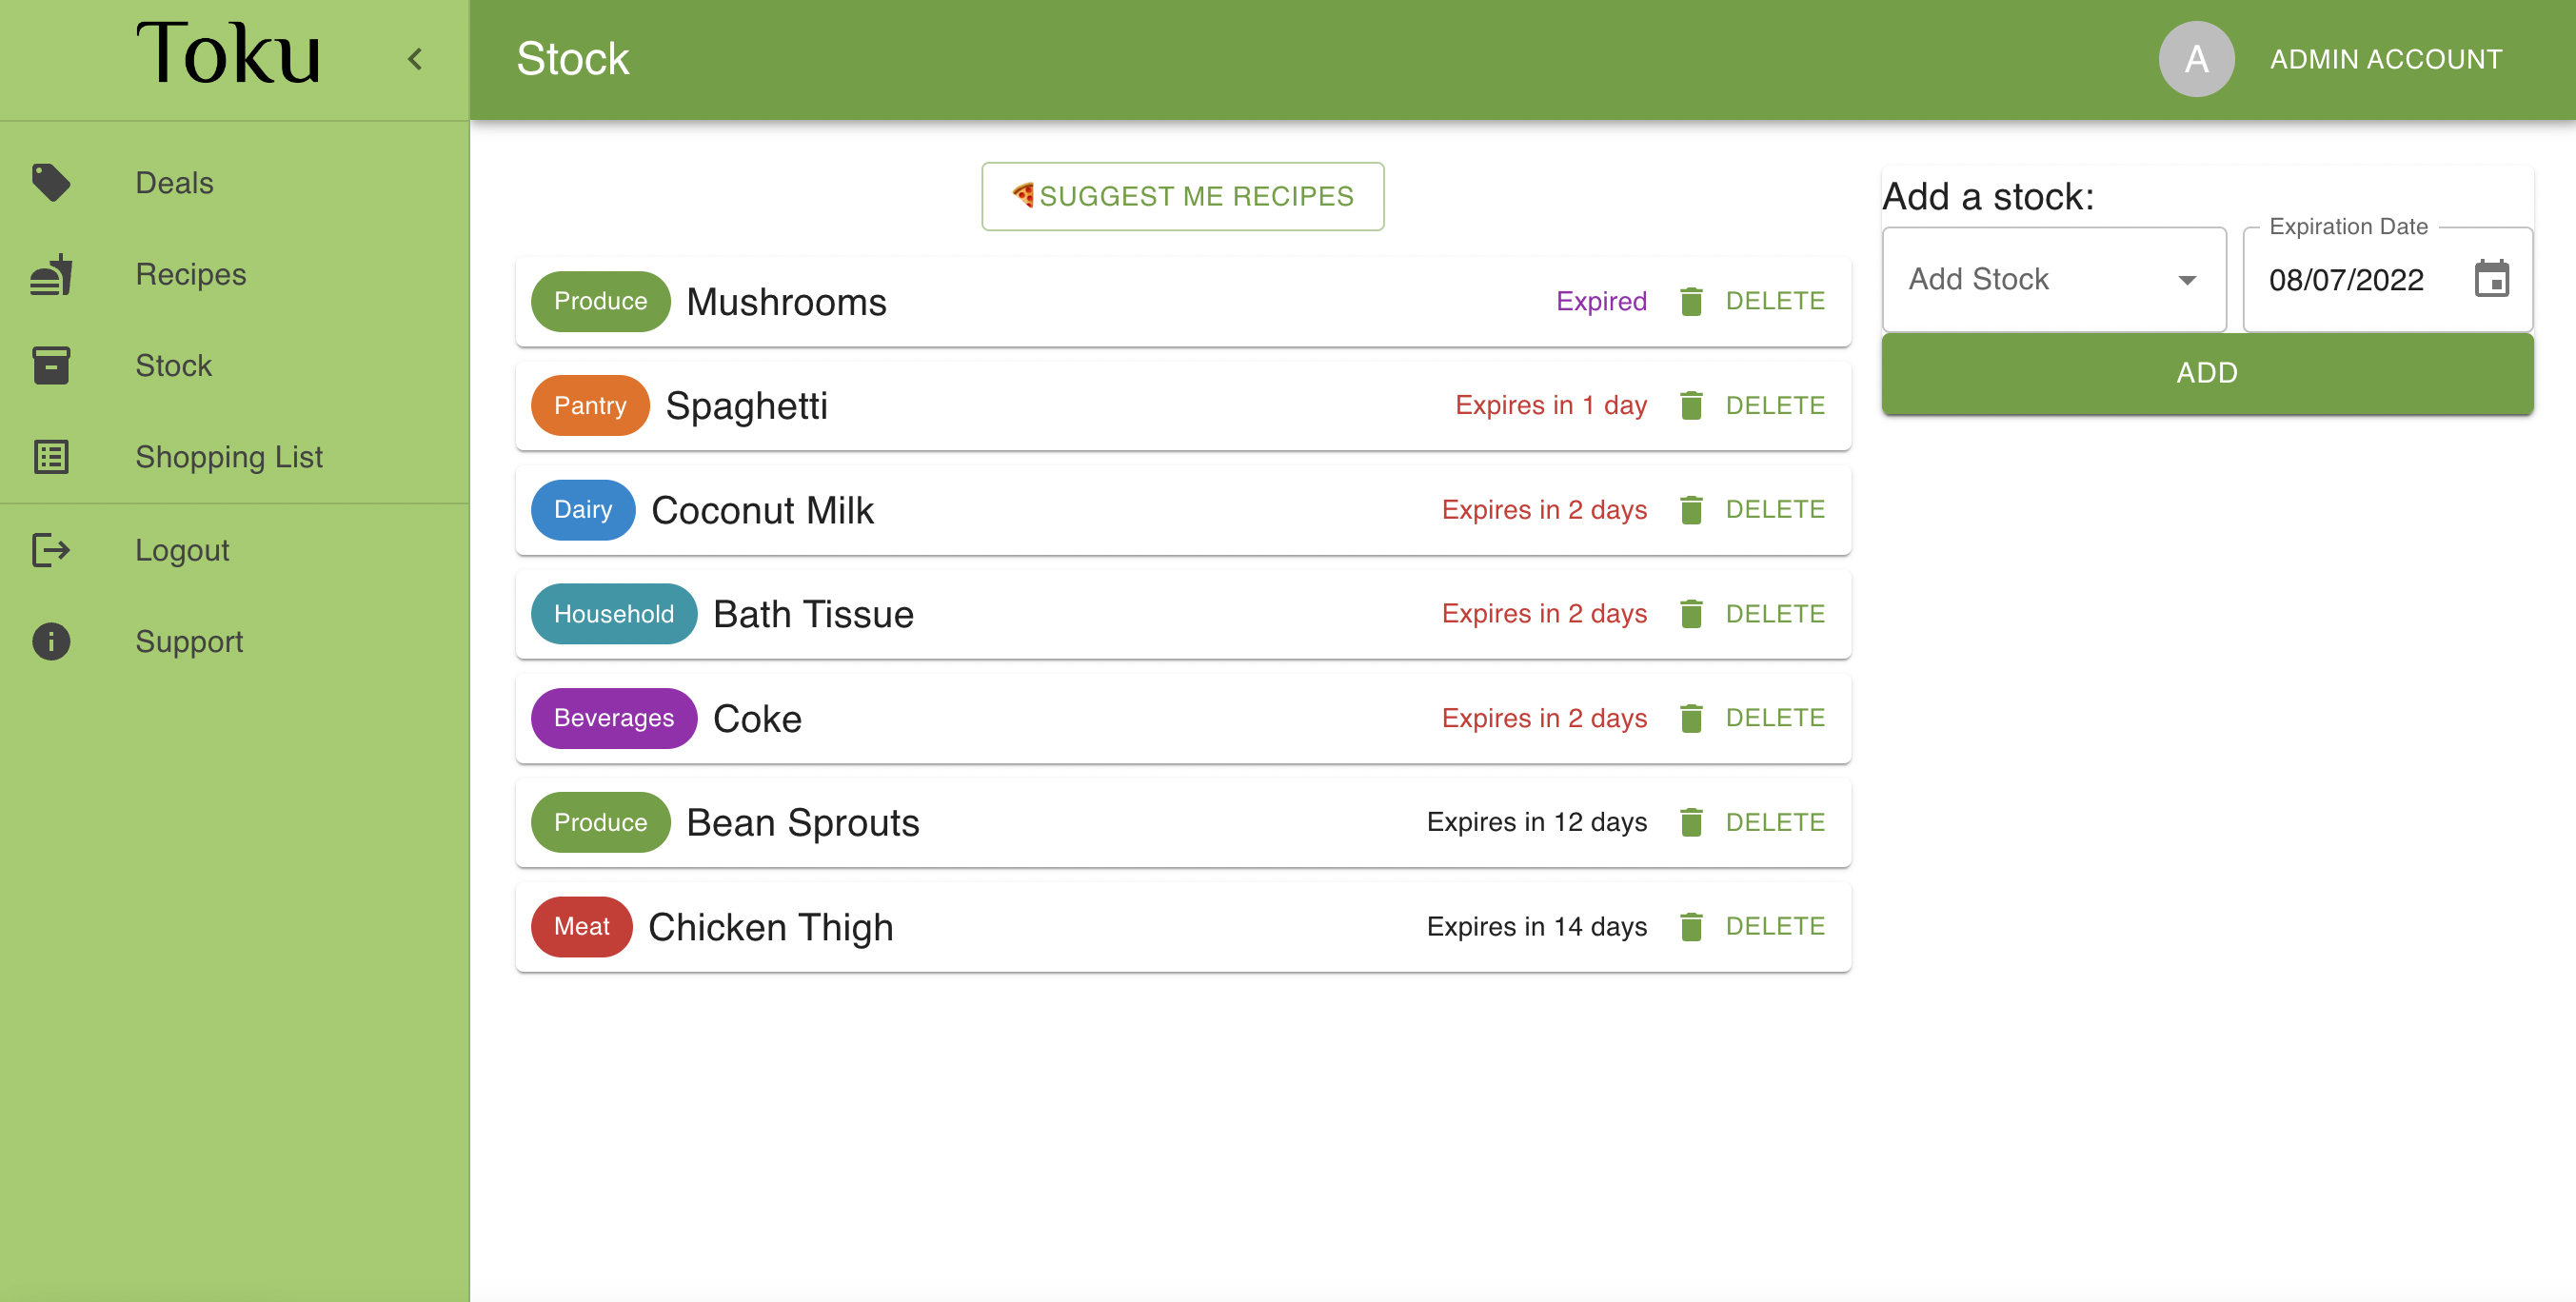 Toku
Stock
A
ADMIN ACCOUNT
Deals
Recipes
Stock
Shopping List
Logout
Support
SUGGEST ME RECIPES
Produce Mushrooms Expired DELETE
Pantry Spaghetti Expires in 1 day DELETE
Dairy Coconut Milk Expires in 2 days DELETE
Household Bath Tissue Expires in 2 days DELETE
Beverages Coke Expires in 2 days DELETE
Produce Bean Sprouts Expires in 12 days DELETE
Meat Chicken Thigh Expires in 14 days DELETE
Add a stock:
Expiration Date
Add Stock 08/07/2022
ADD